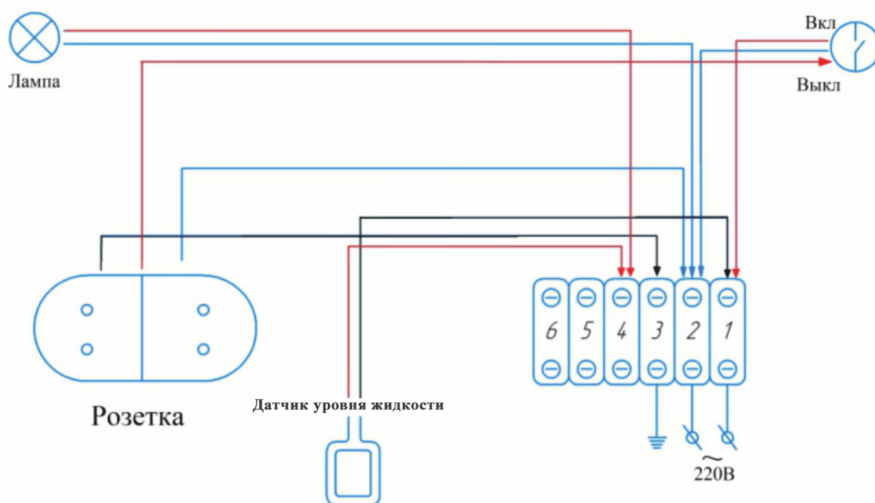 Вкл
Лампа
Выкл
6 5 4 3 2 1
Датчик уровня жидкости
Розетка
~
220В